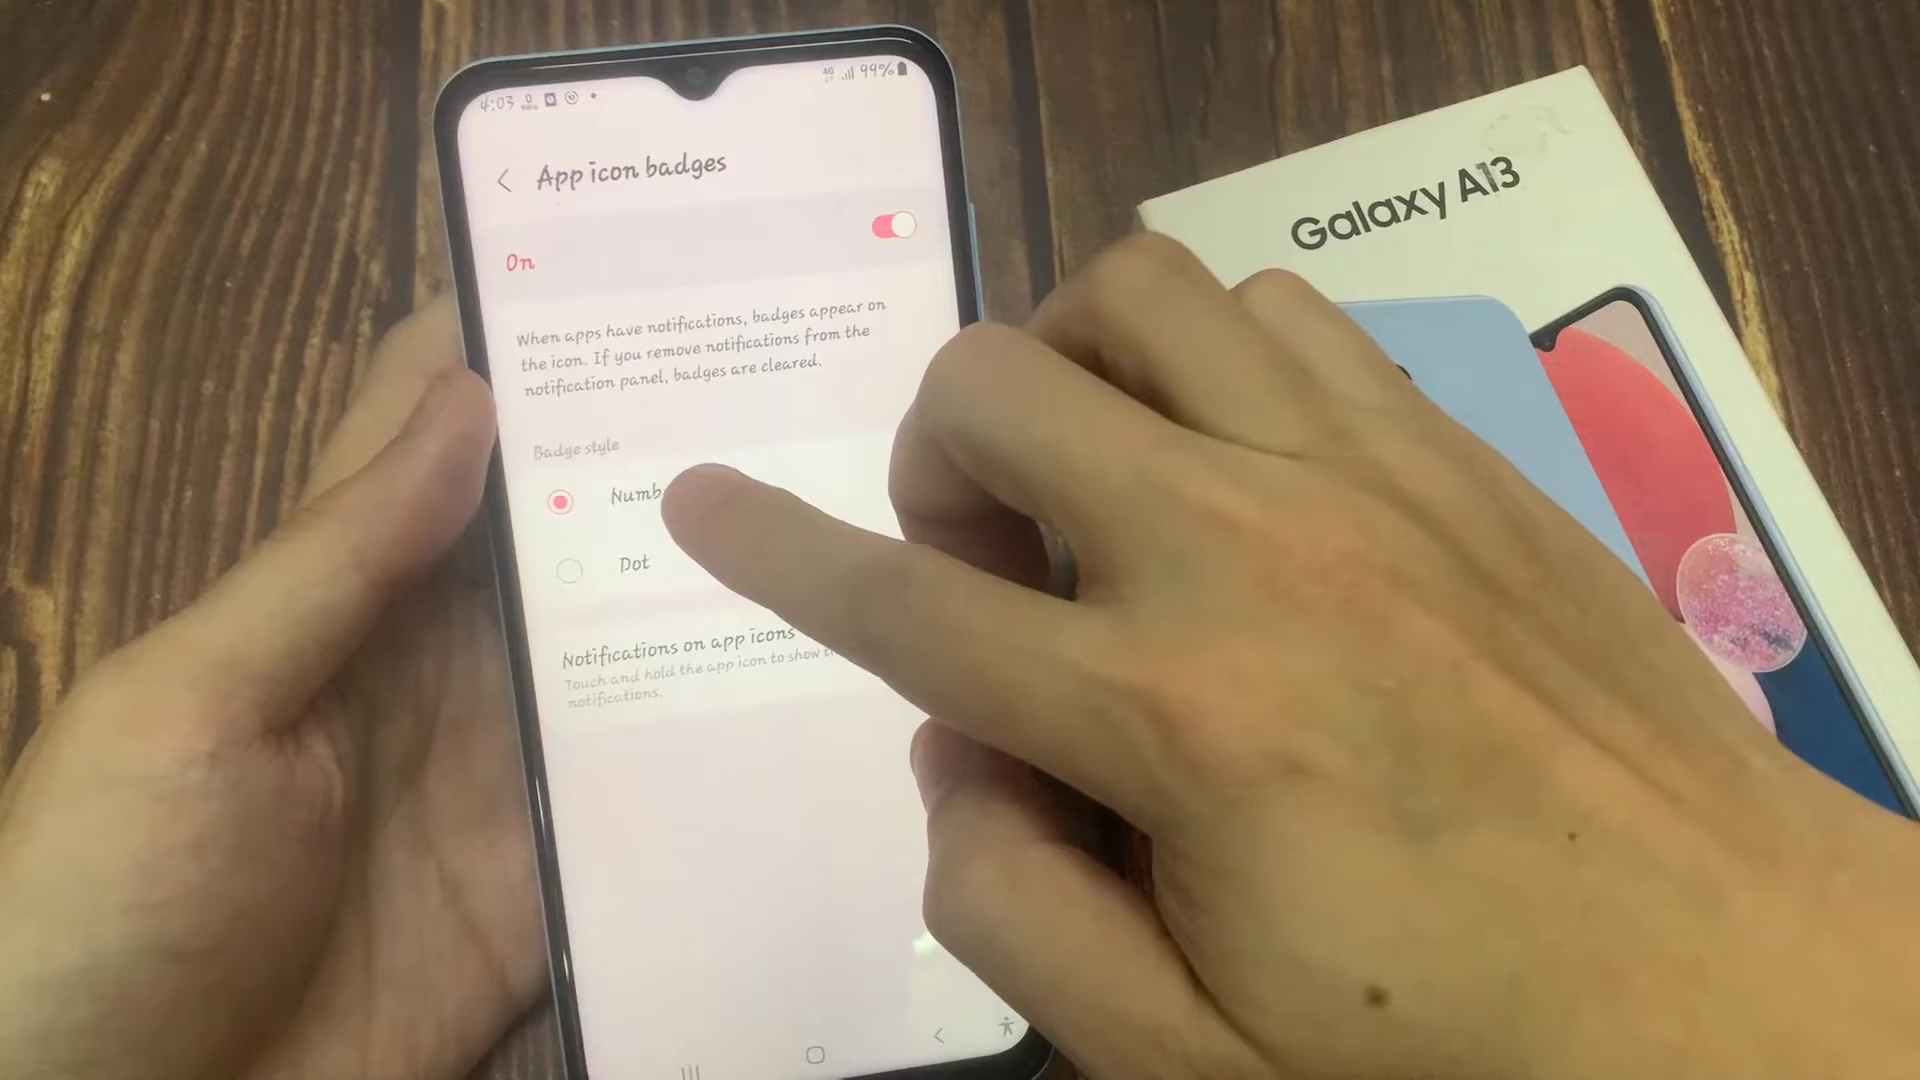 4:03
4G 99%
App icon badges
On
When apps have notifications, badges appear on
the icon. If you remove notifications from the
notification panel, badges are cleared.
Badge style
Numb
Dot
Notifications on app icons
Touch and hold the app icon to show
notifications.
Galaxy A13